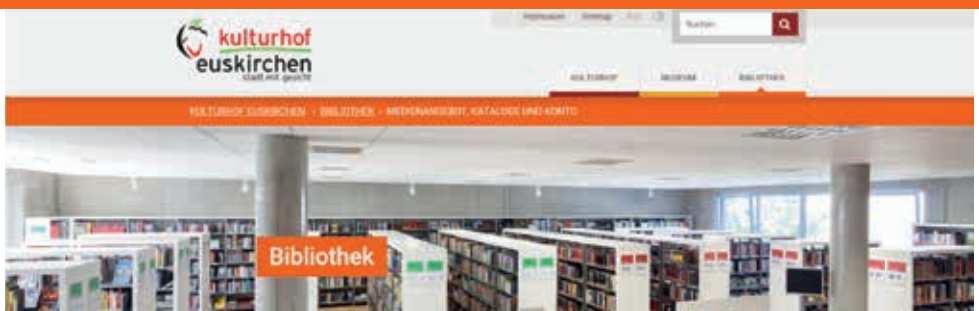 Impressum Sitemap
Suchen
kulturhof
euskirchen
stadt mit gesicht
KULTURHOF MUSEUM BIBLIOTHEK
KULTURHOF EUSKIRCHEN › BIBLIOTHEK › MEDIENANGEBOT, KATALOGE UND KONTO
Bibliothek